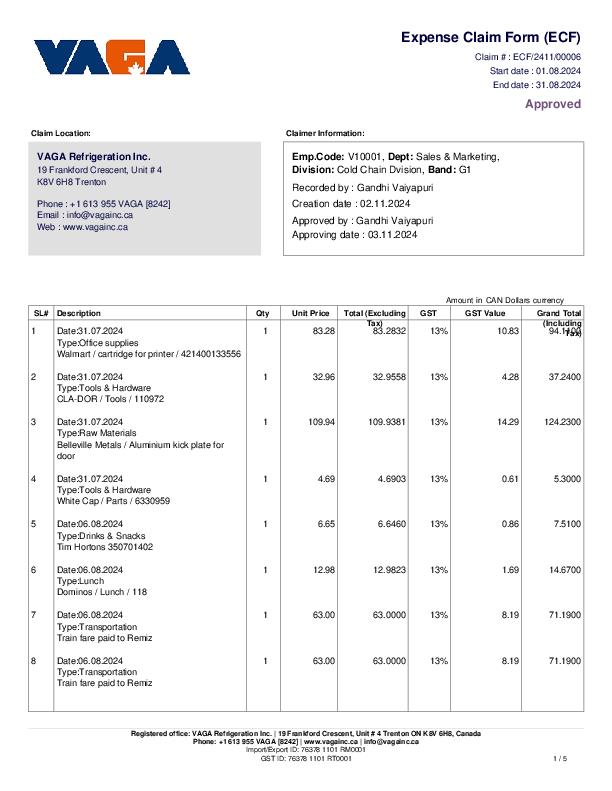 VAGA
Expense Claim Form (ECF)
Claim # : ECF/2411/00006
Start date : 01.08.2024
End date : 31.08.2024
Approved
Claim Location:
Claimer Information:
VAGA Refrigeration Inc.
19 Frankford Crescent, Unit # 4
K8V 6H8 Trenton
Phone : +1 613 955 VAGA [8242]
Email : info@vagainc.ca
Web : www.vagainc.ca
Emp.Code: V10001, Dept: Sales & Marketing,
Division: Cold Chain Dvision, Band: G1
Recorded by : Gandhi Vaiyapuri
Creation date : 02.11.2024
Approved by : Gandhi Vaiyapuri
Approving date : 03.11.2024
Amount in CAN Dollars currency
SL# Description Qty Unit Price Total (Excluding Tax) GST GST Value Grand Total (Including Tax)
1 Date:31.07.2024 1 83.28 83.2832 13% 10.83 94.1100
Type:Office supplies
Walmart / cartridge for printer / 421400133556
2 Date:31.07.2024 1 32.96 32.9558 13% 4.28 37.2400
Type:Tools & Hardware
CLA-DOR / Tools / 110972
3 Date:31.07.2024 1 109.94 109.9381 13% 14.29 124.2300
Type:Raw Materials
Belleville Metals / Aluminium kick plate for
door
4 Date:31.07.2024 1 4.69 4.6903 13% 0.61 5.3000
Type:Tools & Hardware
White Cap / Parts / 6330959
5 Date:06.08.2024 1 6.65 6.6460 13% 0.86 7.5100
Type:Drinks & Snacks
Tim Hortons 350701402
6 Date:06.08.2024 1 12.98 12.9823 13% 1.69 14.6700
Type:Lunch
Dominos / Lunch / 118
7 Date:06.08.2024 1 63.00 63.0000 13% 8.19 71.1900
Type:Transportation
Train fare paid to Remiz
8 Date:06.08.2024 1 63.00 63.0000 13% 8.19 71.1900
Type:Transportation
Train fare paid to Remiz
Registered office: VAGA Refrigeration Inc. | 19 Frankford Crescent, Unit # 4 Trenton ON K8V 6H8, Canada
Phone: +1 613 955 VAGA [8242] | www.vagainc.ca | info@vagainc.ca
Import/Export ID: 76378 1101 RM0001
GST ID: 76378 1101 RT0001
1 / 5